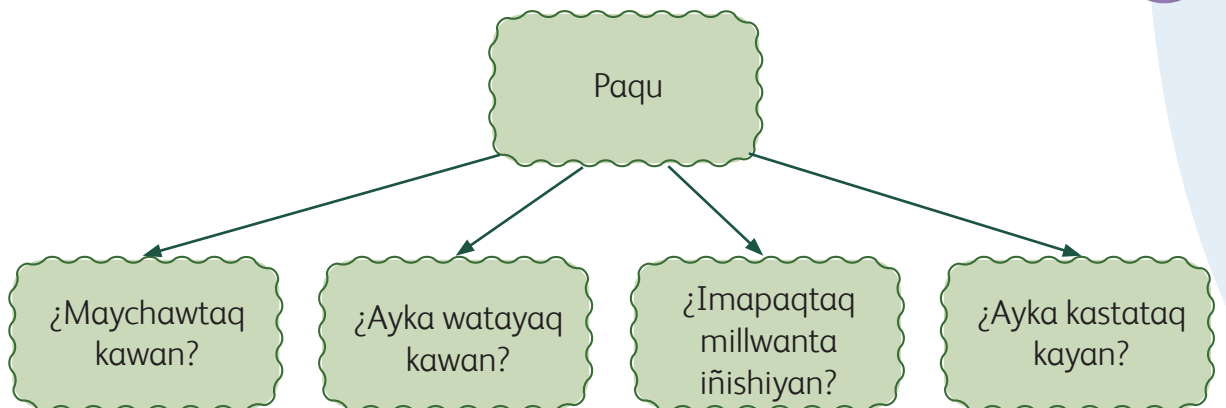 Paqu
¿Maychawtaq
kawan?
¿Ayka watayaq
kawan?
¿Imapaqtaq
millwanta
iñishiyan?
¿Ayka kastataq
kayan?